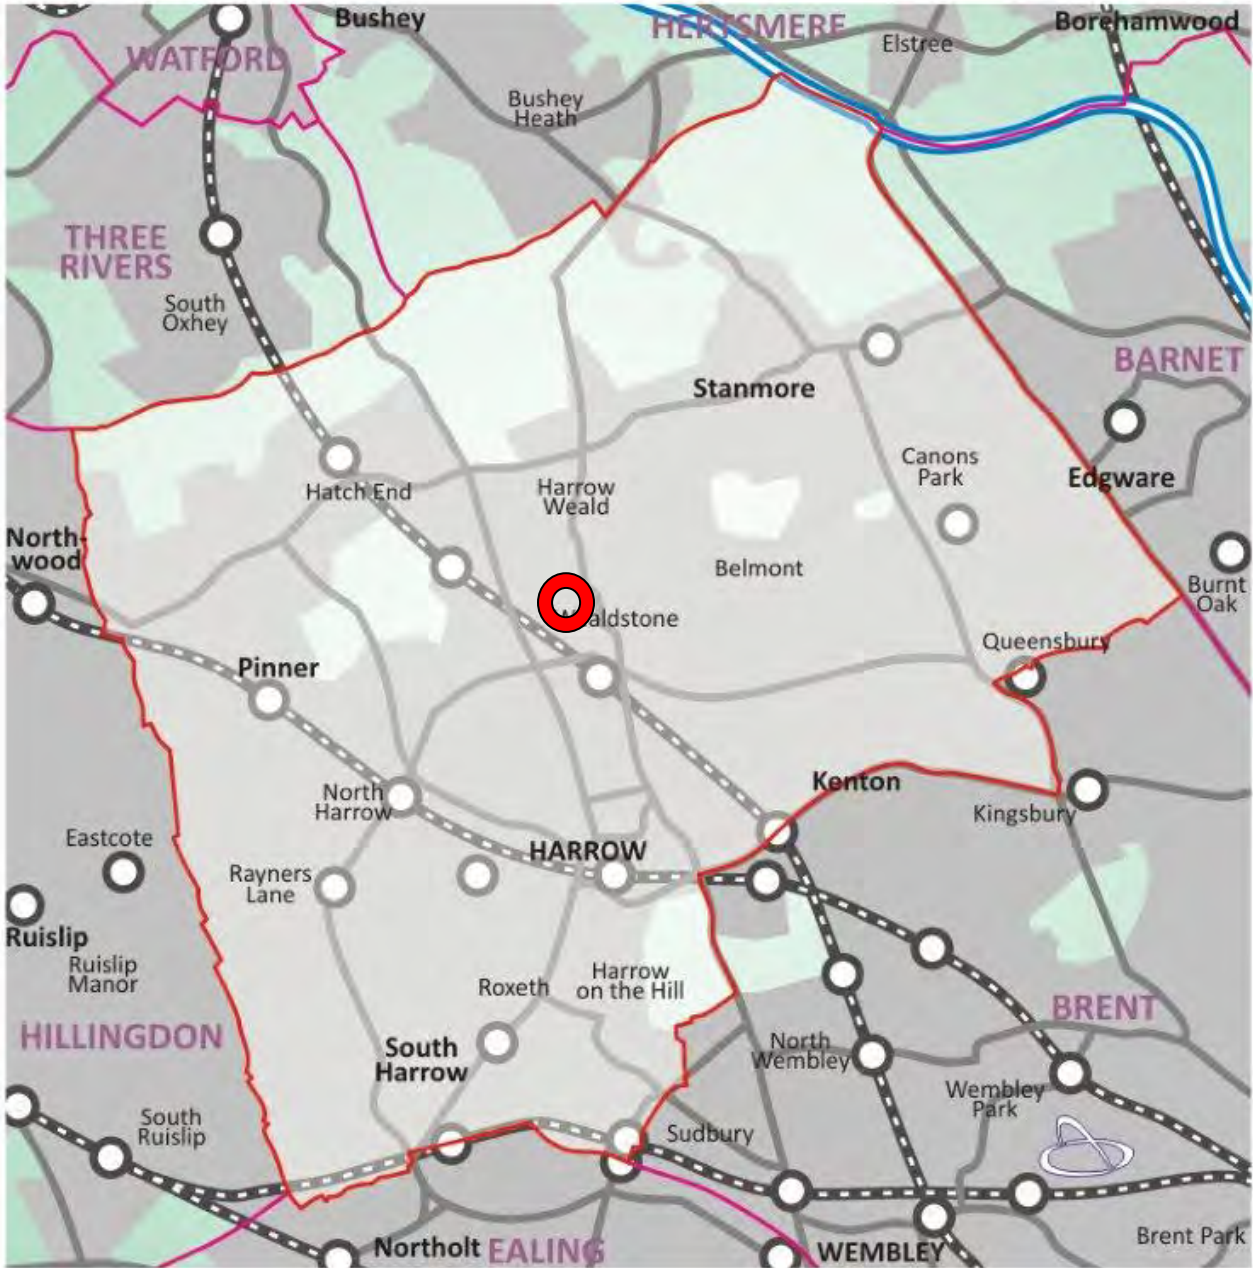 Bushey
HERTSMERE
Borehamwood
Elstree
WATFORD
Bushey
Heath
THREE
RIVERS
South
Oxhey
BARNET
Stanmore
Canons
Park
Edgware
Hatch End
Harrow
Weald
North-
wood
Belmont
Burnt
Oak
aldstone
Queensbury
Pinner
Kenton
North
Harrow
Kingsbury
Eastcote
HARROW
Rayners
Lane
Ruislip
Ruislip
Manor
Roxeth
Harrow
on the Hill
BRENT
HILLINGDON
South
Harrow
North
Wembley
Wembley
Park
South
Ruislip
Sudbury
Northolt
EALING
WEMBLEY
Brent Park